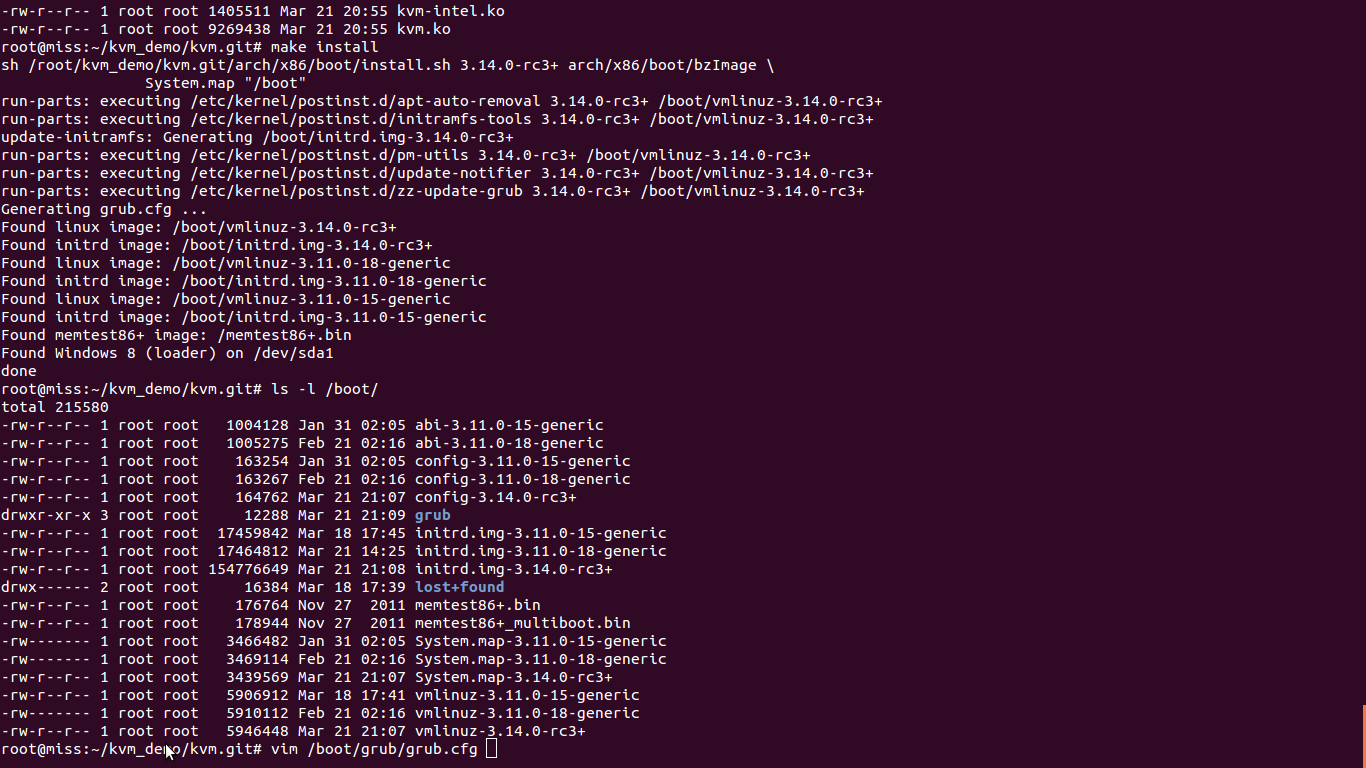 -rw-r--r-- 1 root root 1405511 Mar 21 20:55 kvm-intel.ko
-rw-r--r-- 1 root root 9269438 Mar 21 20:55 kvm.ko
root@miss:~/kvm_demo/kvm.git# make install
sh /root/kvm_demo/kvm.git/arch/x86/boot/install.sh 3.14.0-rc3+ arch/x86/boot/bzImage \
                System.map "/boot"
run-parts: executing /etc/kernel/postinst.d/apt-auto-removal 3.14.0-rc3+ /boot/vmlinuz-3.14.0-rc3+
run-parts: executing /etc/kernel/postinst.d/initramfs-tools 3.14.0-rc3+ /boot/vmlinuz-3.14.0-rc3+
update-initramfs: Generating /boot/initrd.img-3.14.0-rc3+
run-parts: executing /etc/kernel/postinst.d/pm-utils 3.14.0-rc3+ /boot/vmlinuz-3.14.0-rc3+
run-parts: executing /etc/kernel/postinst.d/update-notifier 3.14.0-rc3+ /boot/vmlinuz-3.14.0-rc3+
run-parts: executing /etc/kernel/postinst.d/zz-update-grub 3.14.0-rc3+ /boot/vmlinuz-3.14.0-rc3+
Generating grub.cfg ...
Found linux image: /boot/vmlinuz-3.14.0-rc3+
Found initrd image: /boot/initrd.img-3.14.0-rc3+
Found linux image: /boot/vmlinuz-3.11.0-18-generic
Found initrd image: /boot/initrd.img-3.11.0-18-generic
Found linux image: /boot/vmlinuz-3.11.0-15-generic
Found initrd image: /boot/initrd.img-3.11.0-15-generic
Found memtest86+ image: /memtest86+.bin
Found Windows 8 (loader) on /dev/sda1
done
root@miss:~/kvm_demo/kvm.git# ls -l /boot/
total 215580
-rw-r--r-- 1 root root   1004128 Jan 31 02:05 abi-3.11.0-15-generic
-rw-r--r-- 1 root root   1005275 Feb 21 02:16 abi-3.11.0-18-generic
-rw-r--r-- 1 root root    163254 Jan 31 02:05 config-3.11.0-15-generic
-rw-r--r-- 1 root root    163267 Feb 21 02:16 config-3.11.0-18-generic
-rw-r--r-- 1 root root    164762 Mar 21 21:07 config-3.14.0-rc3+
drwxr-xr-x 3 root root     12288 Mar 21 21:09 grub
-rw-r--r-- 1 root root  17459842 Mar 18 17:45 initrd.img-3.11.0-15-generic
-rw-r--r-- 1 root root  17464812 Mar 21 14:25 initrd.img-3.11.0-18-generic
-rw-r--r-- 1 root root 154776649 Mar 21 21:08 initrd.img-3.14.0-rc3+
drwx------ 2 root root     16384 Mar 18 17:39 lost+found
-rw-r--r-- 1 root root    176764 Nov 27  2011 memtest86+.bin
-rw-r--r-- 1 root root    178944 Nov 27  2011 memtest86+_multiboot.bin
-rw------- 1 root root   3466482 Jan 31 02:05 System.map-3.11.0-15-generic
-rw------- 1 root root   3469114 Feb 21 02:16 System.map-3.11.0-18-generic
-rw-r--r-- 1 root root   3439569 Mar 21 21:07 System.map-3.14.0-rc3+
-rw-r--r-- 1 root root   5906912 Mar 18 17:41 vmlinuz-3.11.0-15-generic
-rw------- 1 root root   5910112 Feb 21 02:16 vmlinuz-3.11.0-18-generic
-rw-r--r-- 1 root root   5946448 Mar 21 21:07 vmlinuz-3.14.0-rc3+
root@miss:~/kvm_demo/kvm.git# vim /boot/grub/grub.cfg